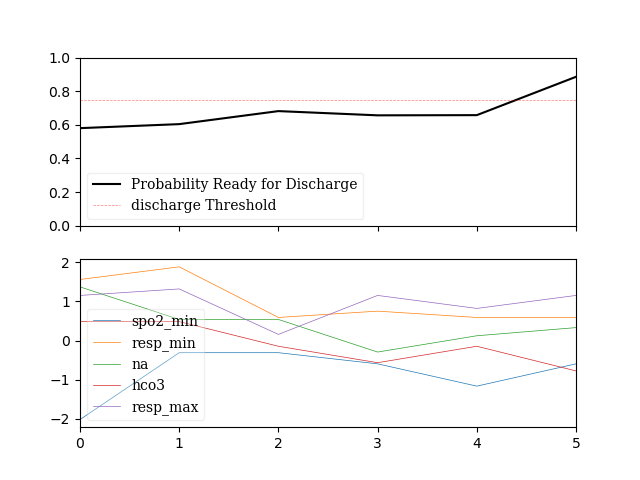 1.0
0.8
0.6
0.4
0.2
0.0
Probability Ready for Discharge
discharge Threshold
2
1
0
−1
−2
spo2_min
resp_min
na
hco3
resp_max
0 1 2 3 4 5